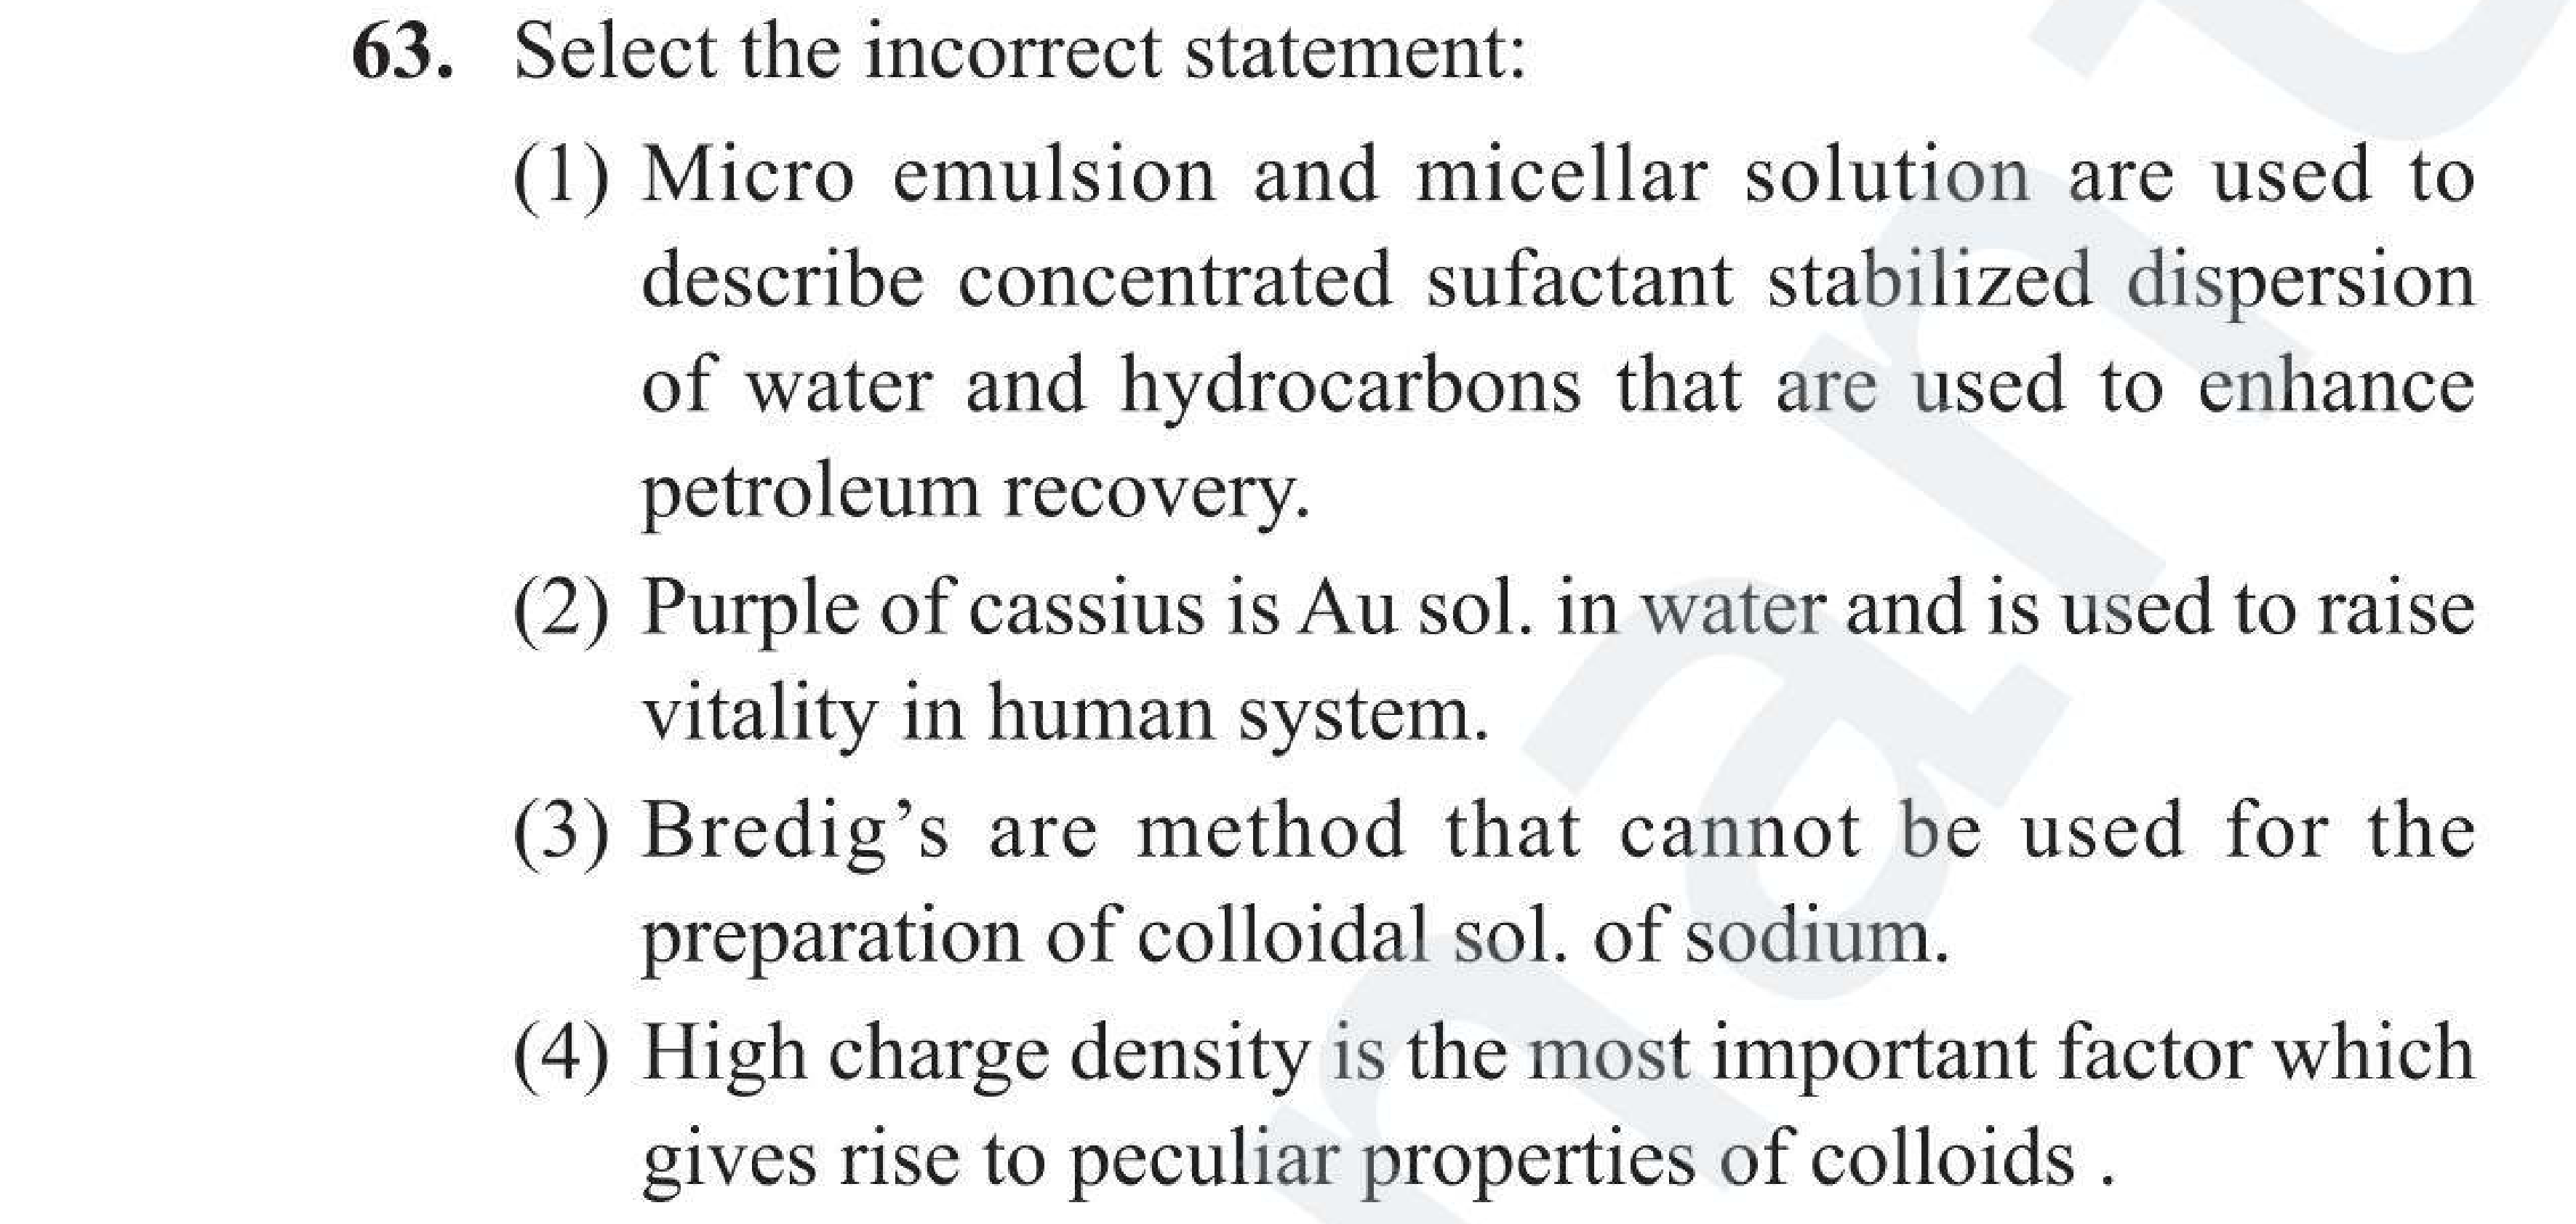 63. Select the incorrect statement:
(1) Micro emulsion and micellar solution are used to
describe concentrated sufactant stabilized dispersion
of water and hydrocarbons that are used to enhance
petroleum recovery.
(2) Purple of cassius is Au sol. in water and is used to raise
vitality in human system.
(3) Bredig’s are method that cannot be used for the
preparation of colloidal sol. of sodium.
(4) High charge density is the most important factor which
gives rise to peculiar properties of colloids .